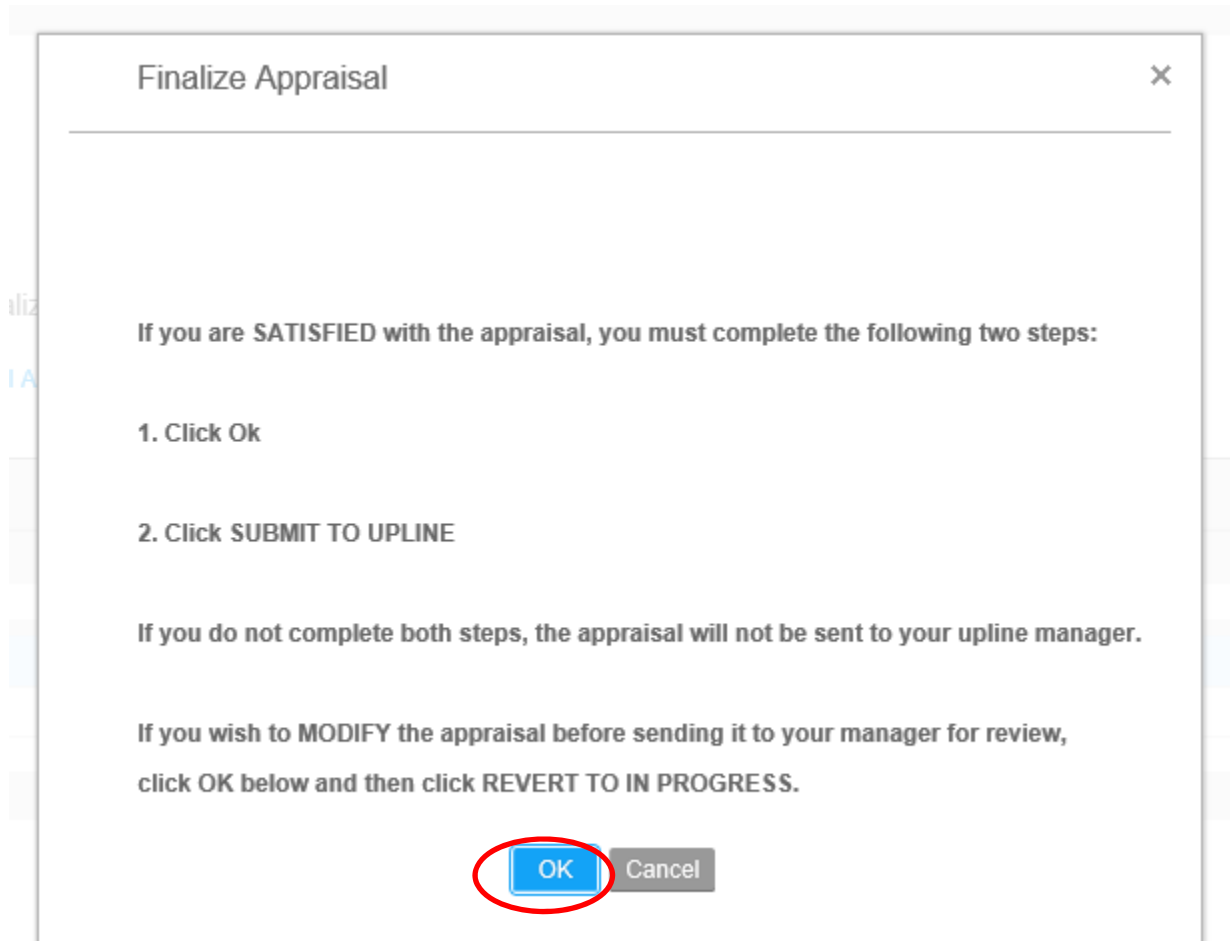 Finalize Appraisal ×
aliz
If you are SATISFIED with the appraisal, you must complete the following two steps:
l A
1. Click Ok
2. Click SUBMIT TO UPLINE
If you do not complete both steps, the appraisal will not be sent to your upline manager.
If you wish to MODIFY the appraisal before sending it to your manager for review,
click OK below and then click REVERT TO IN PROGRESS.
OK Cancel